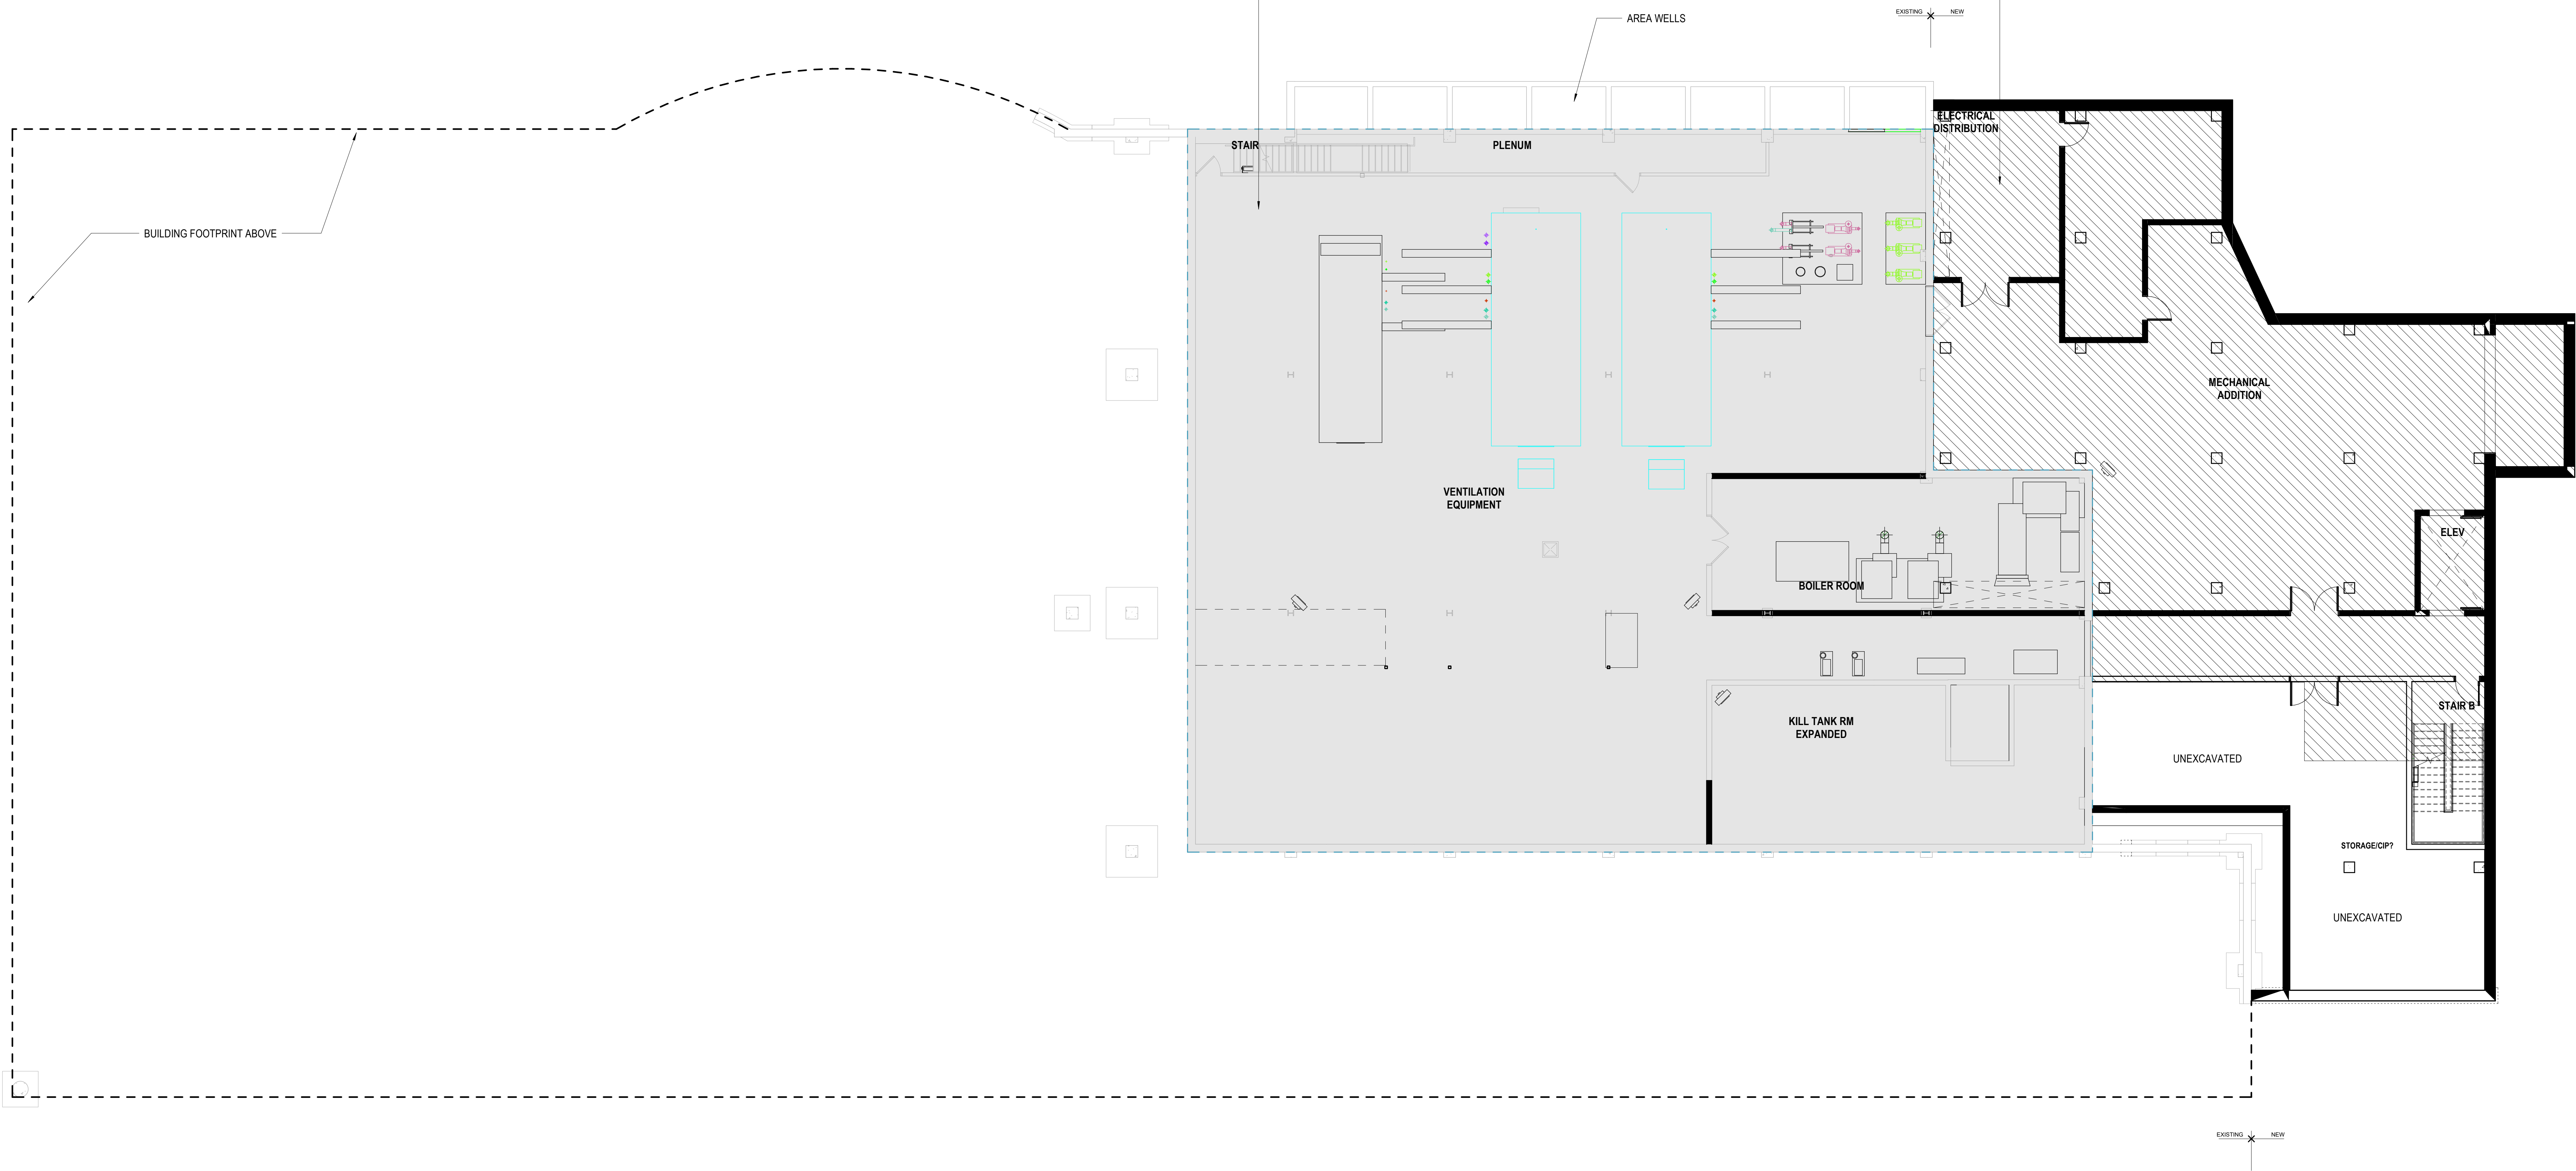 EXISTING NEW
AREA WELLS
ELECTRICAL
DISTRIBUTION
STAIR
PLENUM
BUILDING FOOTPRINT ABOVE
MECHANICAL
ADDITION
VENTILATION
EQUIPMENT
ELEV
BOILER ROOM
STAIR B
KILL TANK RM
EXPANDED
UNEXCAVATED
STORAGE/CIP?
UNEXCAVATED
EXISTING NEW